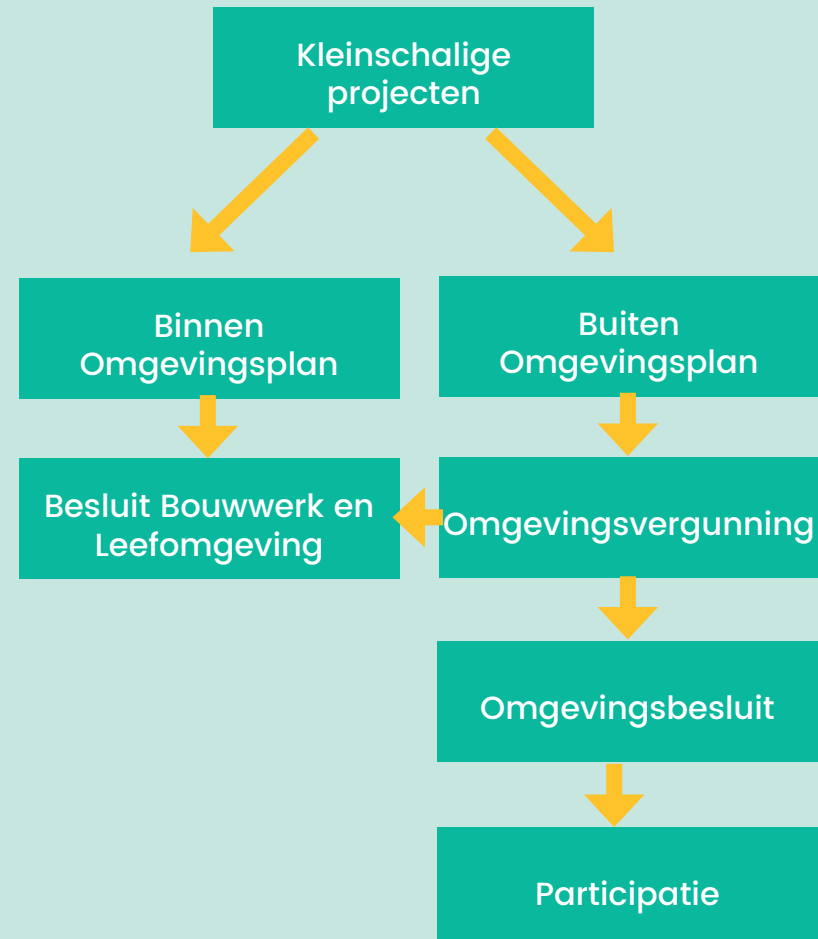 Kleinschalige
projecten
Binnen
Omgevingsplan
Buiten
Omgevingsplan
Besluit Bouwwerk en
Leefomgeving
Omgevingsvergunning
Omgevingsbesluit
Participatie